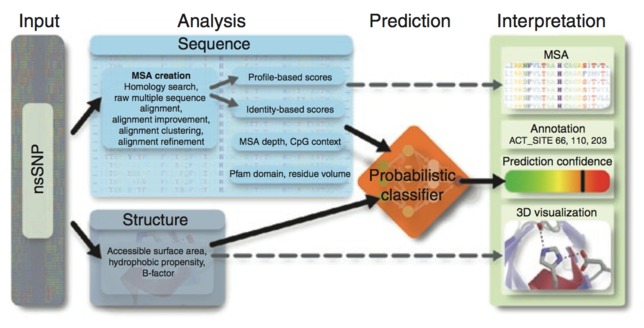 Input
Analysis
Prediction
Interpretation
nsSNP
Sequence
MSA creation
Homology search,
raw multiple sequence
alignment,
alignment improvement,
alignment clustering,
alignment refinement
Profile-based scores
Identity-based scores
MSA depth, CpG context
Pfam domain, residue volume
Structure
Accessible surface area,
hydrophobic propensity,
B-factor
Probabilistic
classifier
MSA
Annotation
ACT_SITE 66, 110, 203
Prediction confidence
3D visualization